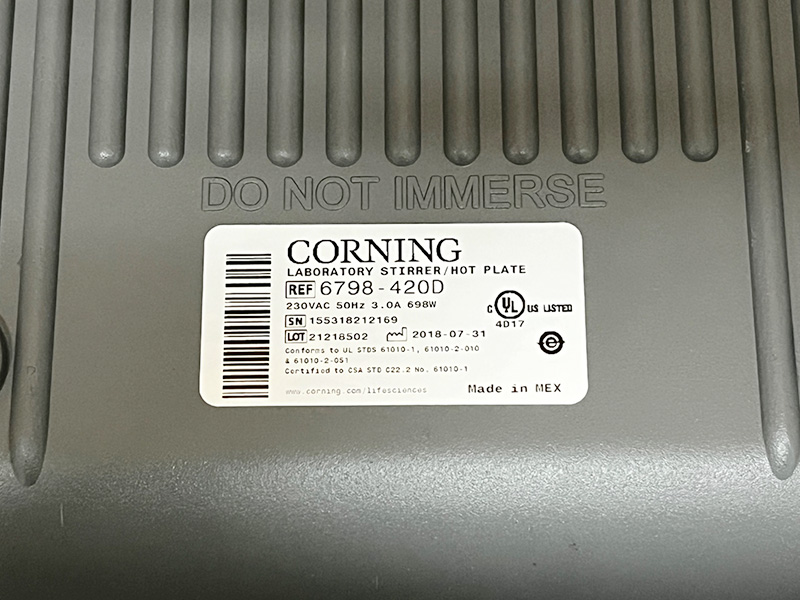 DO NOT IMMERSE
CORNING
LABORATORY STIRRER/HOT PLATE
REF 6798-420D
230VAC 50Hz 3.0A 698W
SN 155318212169
LOT 21218502 2018-07-31
C UL US LISTED
4D17
e
Conforms to UL STDS 61010-1, 61010-2-010
& 61010-2-051
Certified to CSA STD C22.2 No. 61010-1
www.corning.com/lifesciences
Made in MEX